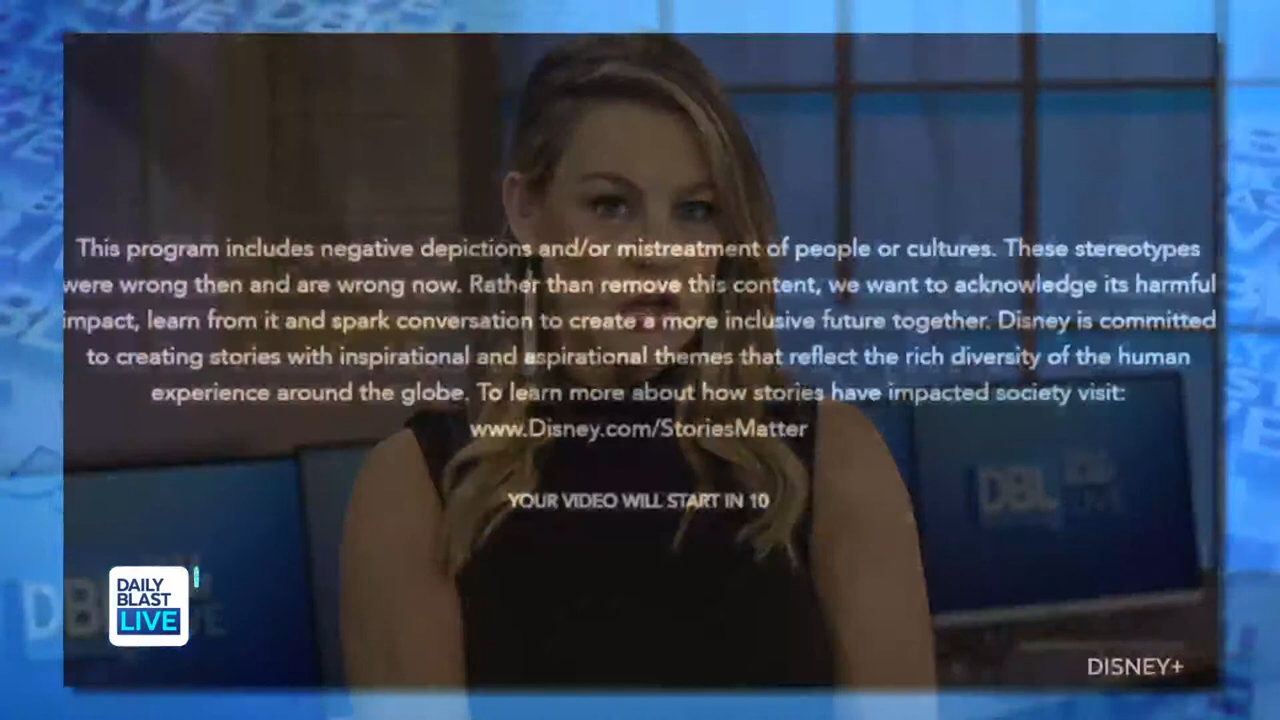 This program includes negative depictions and/or mistreatment of people or cultures. These stereotypes
were wrong then and are wrong now. Rather than remove this content, we want to acknowledge its harmful
impact, learn from it and spark conversation to create a more inclusive future together. Disney is committed
to creating stories with inspirational and aspirational themes that reflect the rich diversity of the human
experience around the globe. To learn more about how stories have impacted society visit:
www.Disney.com/StoriesMatter
YOUR VIDEO WILL START IN 10
DBL
DAILY
BLAST
LIVE
DISNEY+